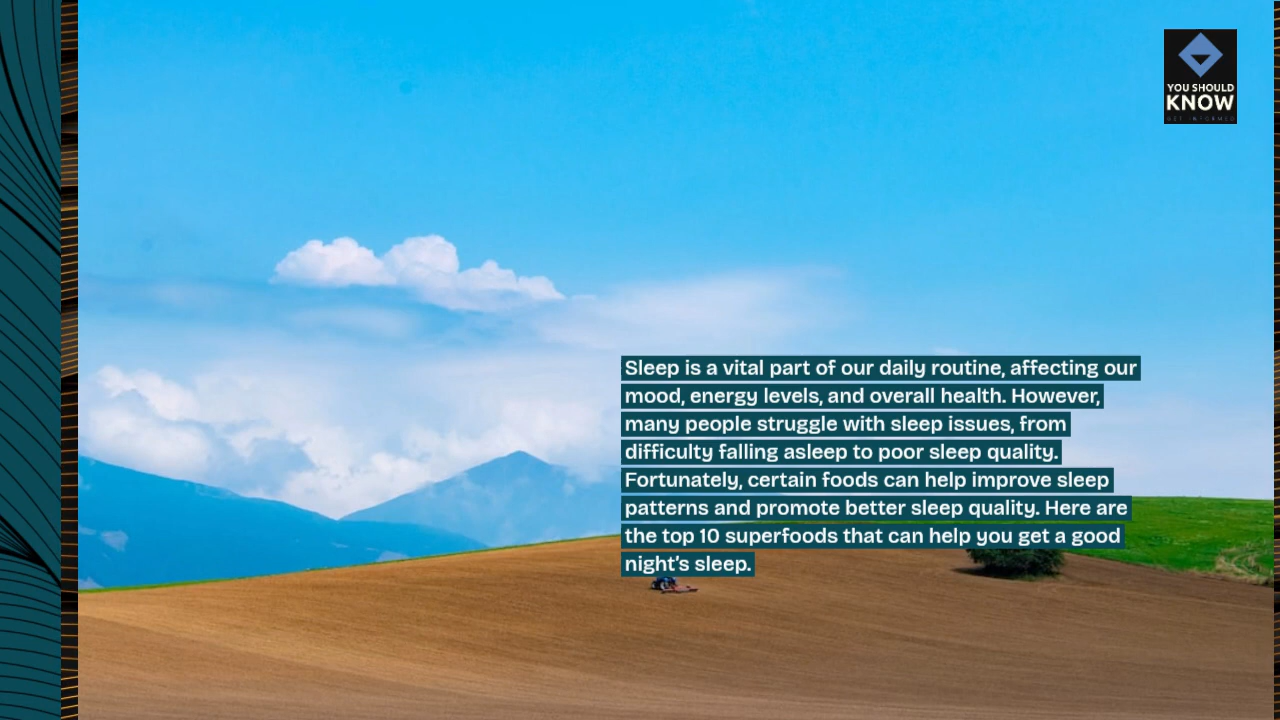 YOU SHOULD
KNOW
GET INFORMED
Sleep is a vital part of our daily routine, affecting our
mood, energy levels, and overall health. However,
many people struggle with sleep issues, from
difficulty falling asleep to poor sleep quality.
Fortunately, certain foods can help improve sleep
patterns and promote better sleep quality. Here are
the top 10 superfoods that can help you get a good
night's sleep.